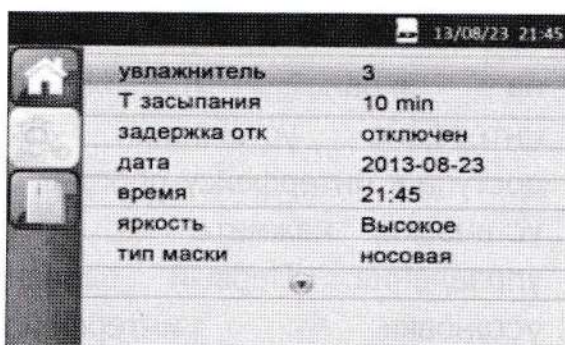 13/08/23 21:45
увлажнитель 3
Т засыпания 10 min
задержка отк отключен
дата 2013-08-23
время 21:45
яркость Высокое
тип маски носовая